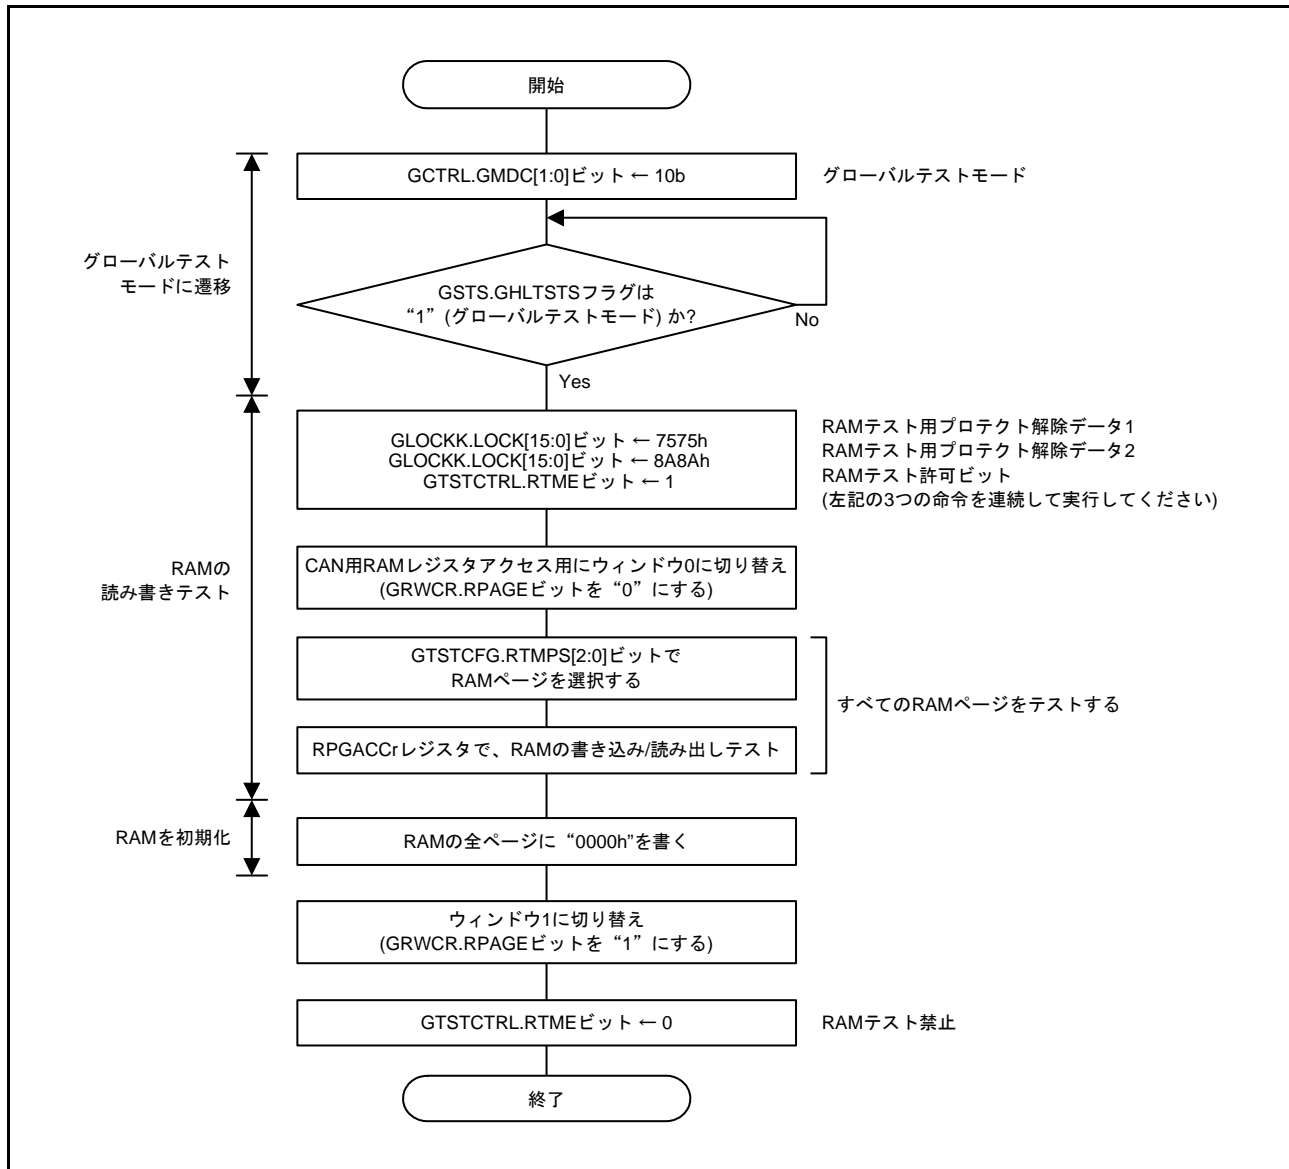 開始
GCTRL.GMDC[1:0]ビット ← 10b
グローバルテストモード
グローバルテスト
モードに遷移
GSTS.GHLTSTSフラグは
“1” (グローバルテストモード) か?
No
Yes
GLOCKK.LOCK[15:0]ビット ← 7575h
GLOCKK.LOCK[15:0]ビット ← 8A8Ah
GTSTCTRL.RTMEビット ← 1
RAMテスト用プロテクト解除データ1
RAMテスト用プロテクト解除データ2
RAMテスト許可ビット
(左記の3つの命令を連続して実行してください)
RAMの
読み書きテスト
CAN用RAMレジスタアクセス用にウィンドウ0に切り替え
(GRWCR.RPAGEビットを “0” にする)
GTSTCFG.RTMPS[2:0]ビットで
RAMページを選択する
すべてのRAMページをテストする
RPGACCrレジスタで、RAMの書き込み/読み出しテスト
RAMを初期化
RAMの全ページに “0000h”を書く
ウィンドウ1に切り替え
(GRWCR.RPAGEビットを “1” にする)
GTSTCTRL.RTMEビット ← 0
RAMテスト禁止
終了